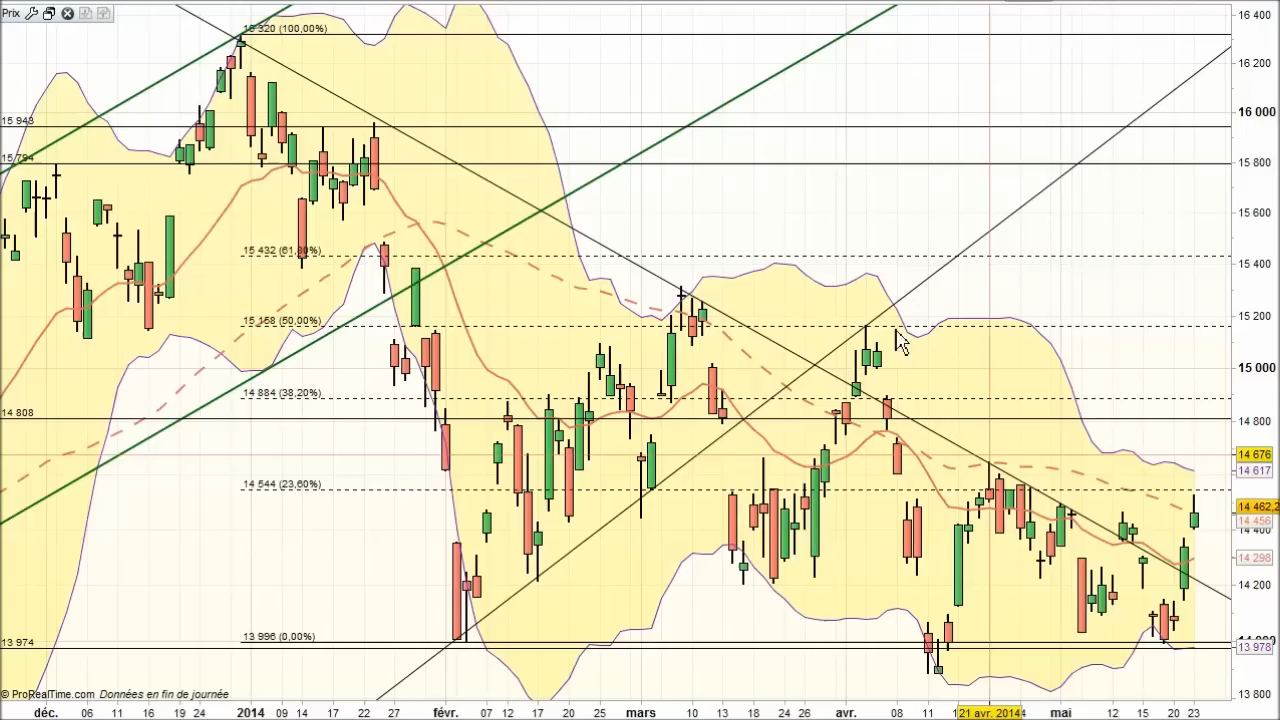 Prix
16 400
16 320 (100,00%)
16 200
16 000
15 943
15 800
15 794
15 600
15 432 (61,80%)
15 400
15 200
15 158 (50,00%)
15 000
14 884 (38,20%)
14 808
14 800
14 676
14 617
14 544 (23,60%)
14 462,2
14 456
14 400
14 298
14 200
13 996 (0,00%)
13 974
13 978
13 800
© ProRealTime.com Données en fin de journée
déc. 06 11 16 19 24 2014 09 14 17 22 27 févr. 07 12 17 20 25 mars 10 13 18 24 26 avr. 08 11 21 avr. 2014 mai 12 15 20 23